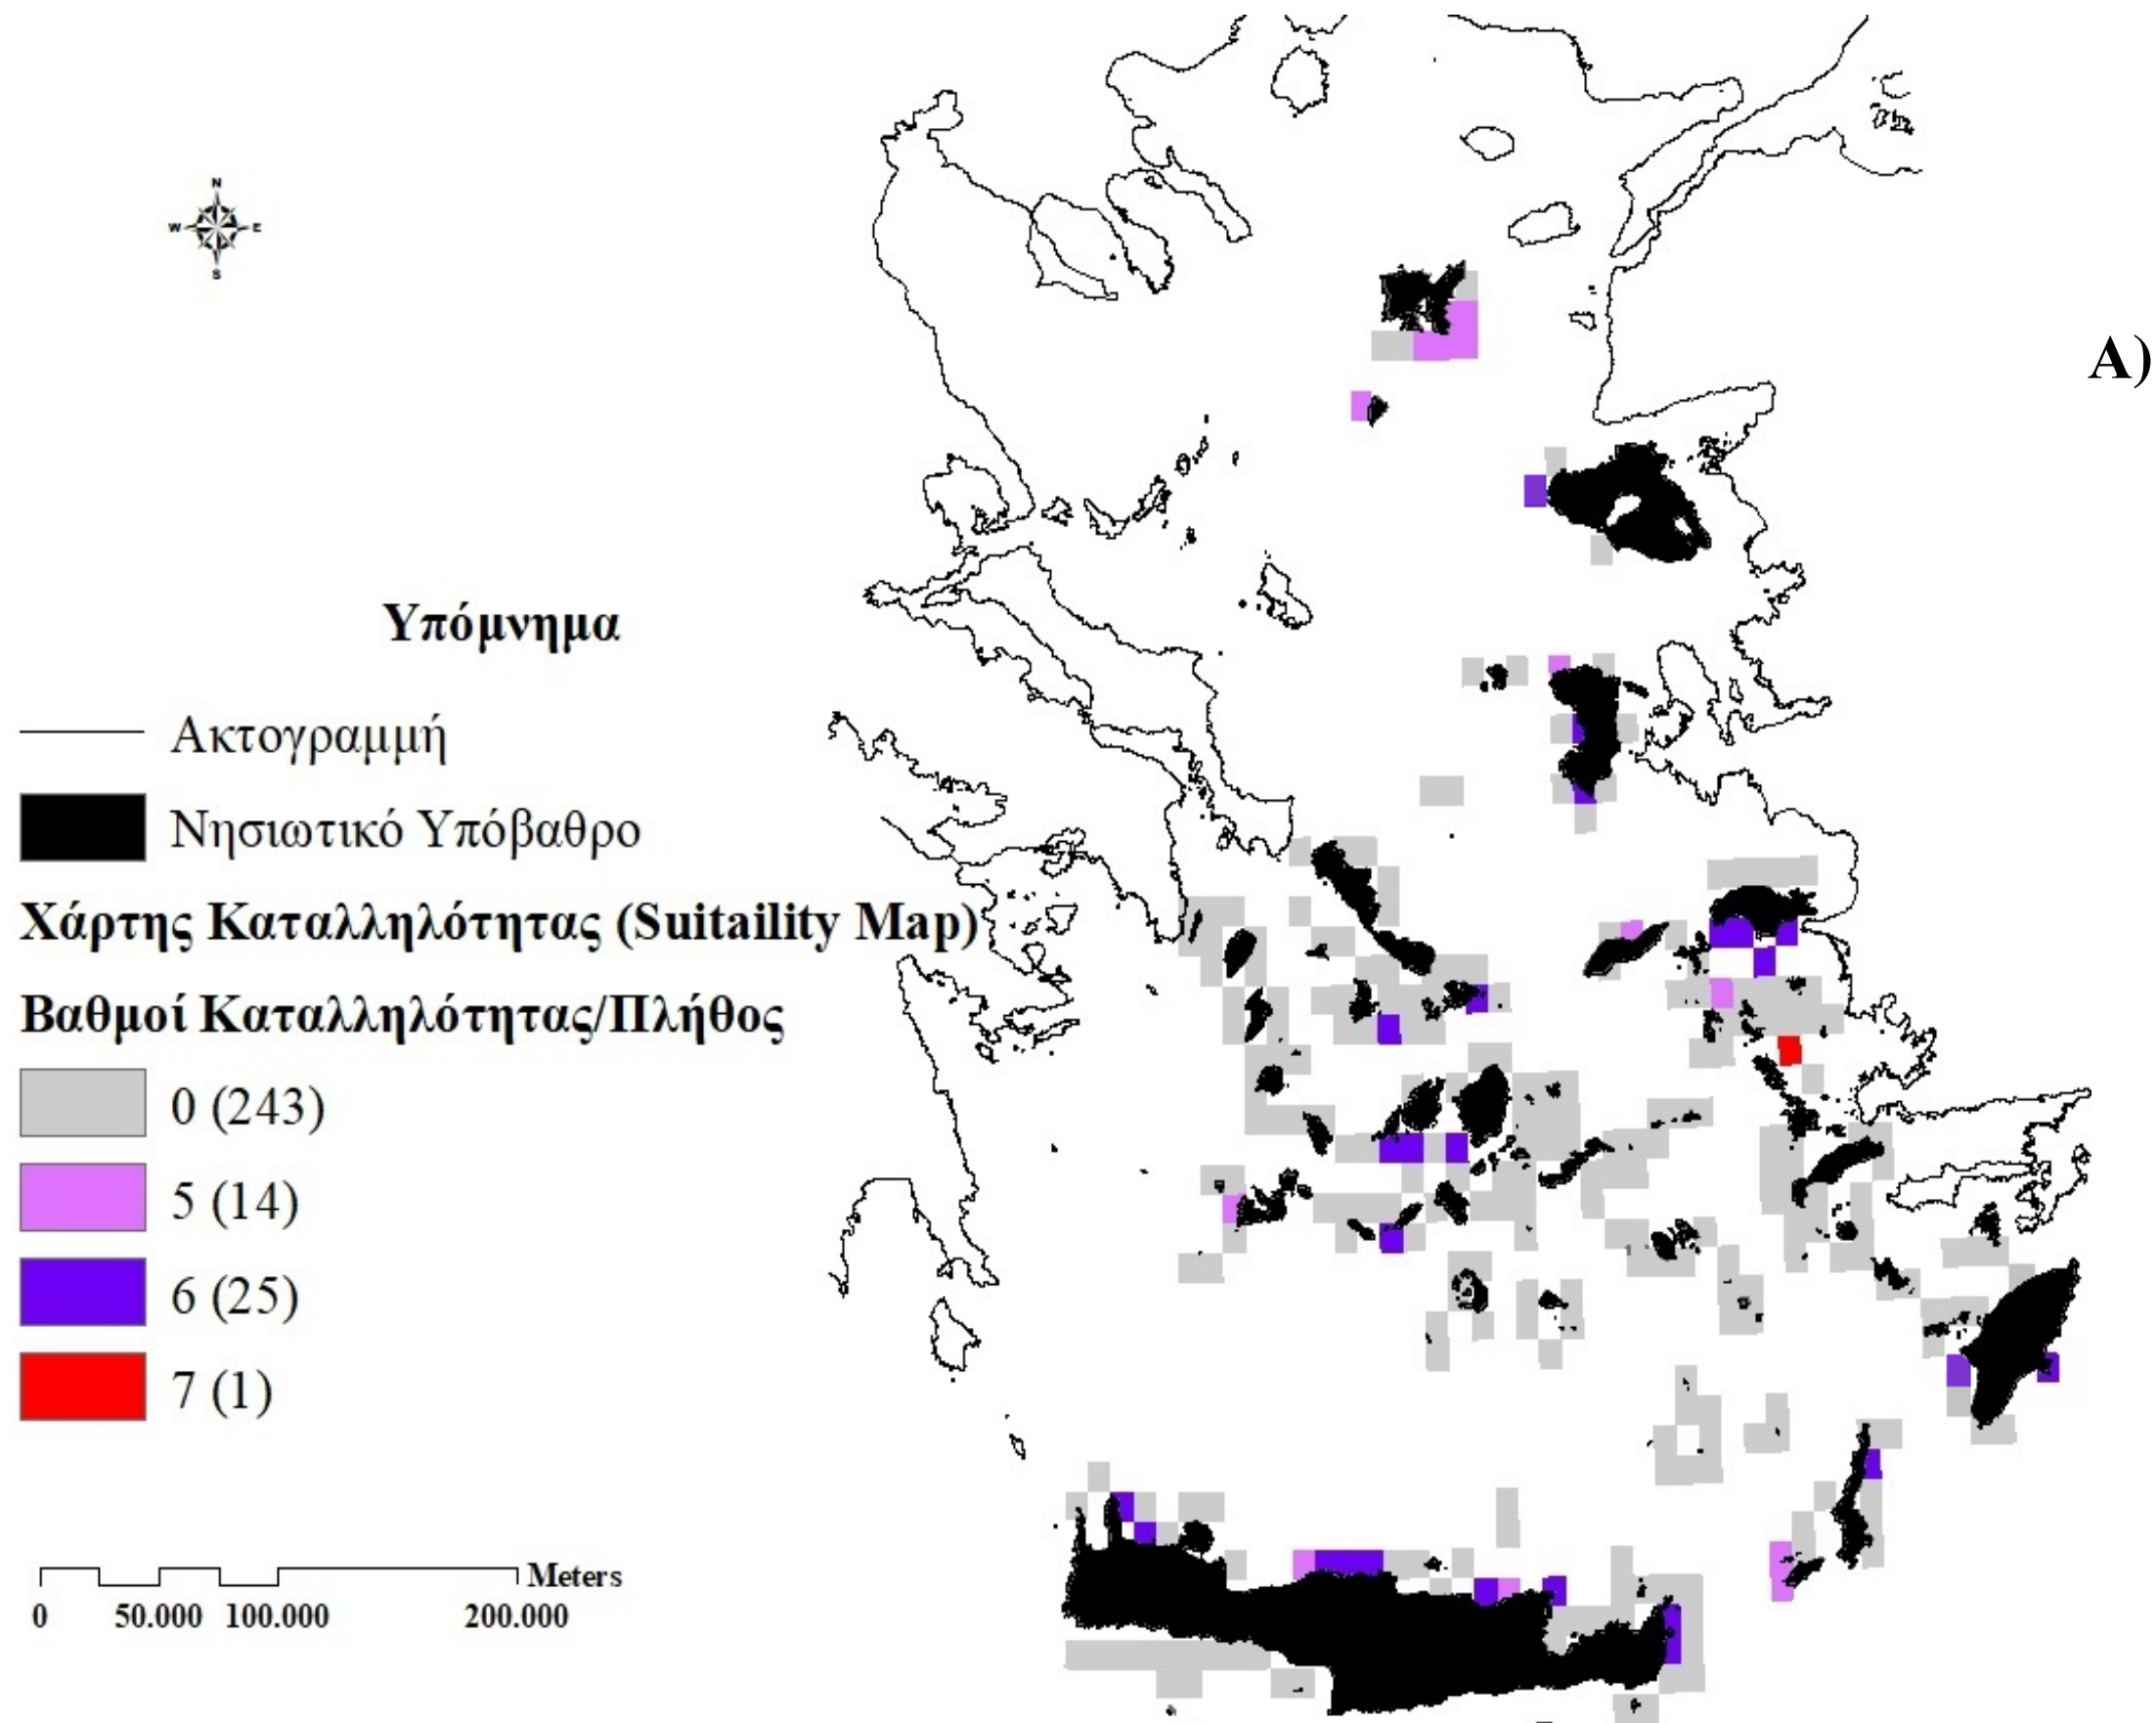 N
W E
S
A)
Υπόμνημα
Ακτογραμμή
Νησιωτικό Υπόβαθρο
Χάρτης Καταλληλότητας (Suitaility Map)
Βαθμοί Καταλληλότητας/Πλήθος
0 (243)
5 (14)
6 (25)
7 (1)
Meters
0 50.000 100.000 200.000